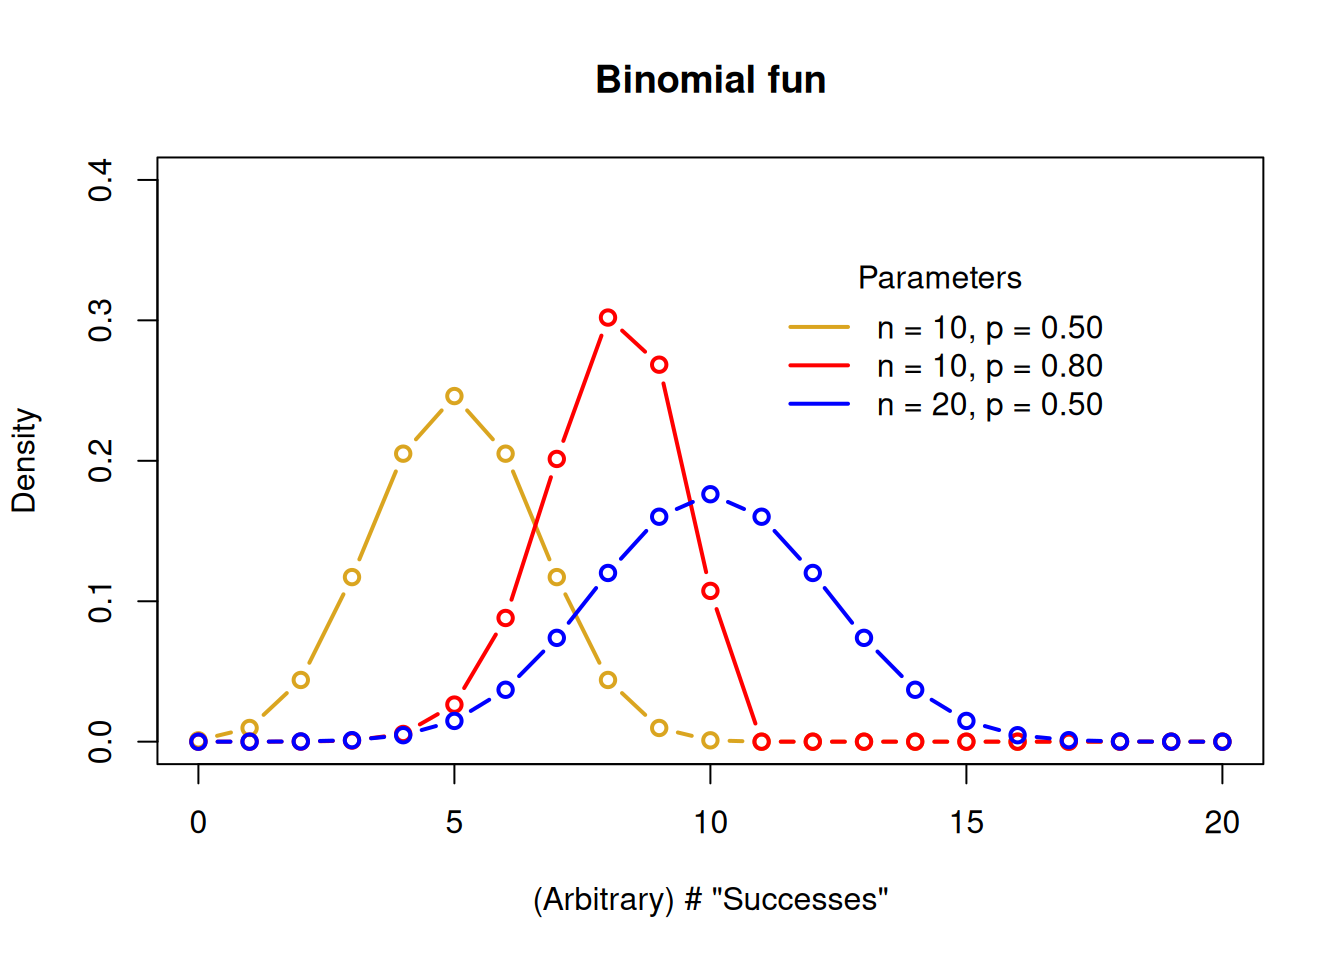 Binomial fun
0.4
0.3
0.2
0.1
0.0
Density
Parameters
n = 10, p = 0.50
n = 10, p = 0.80
n = 20, p = 0.50
0 5 10 15 20
(Arbitrary) # "Successes"